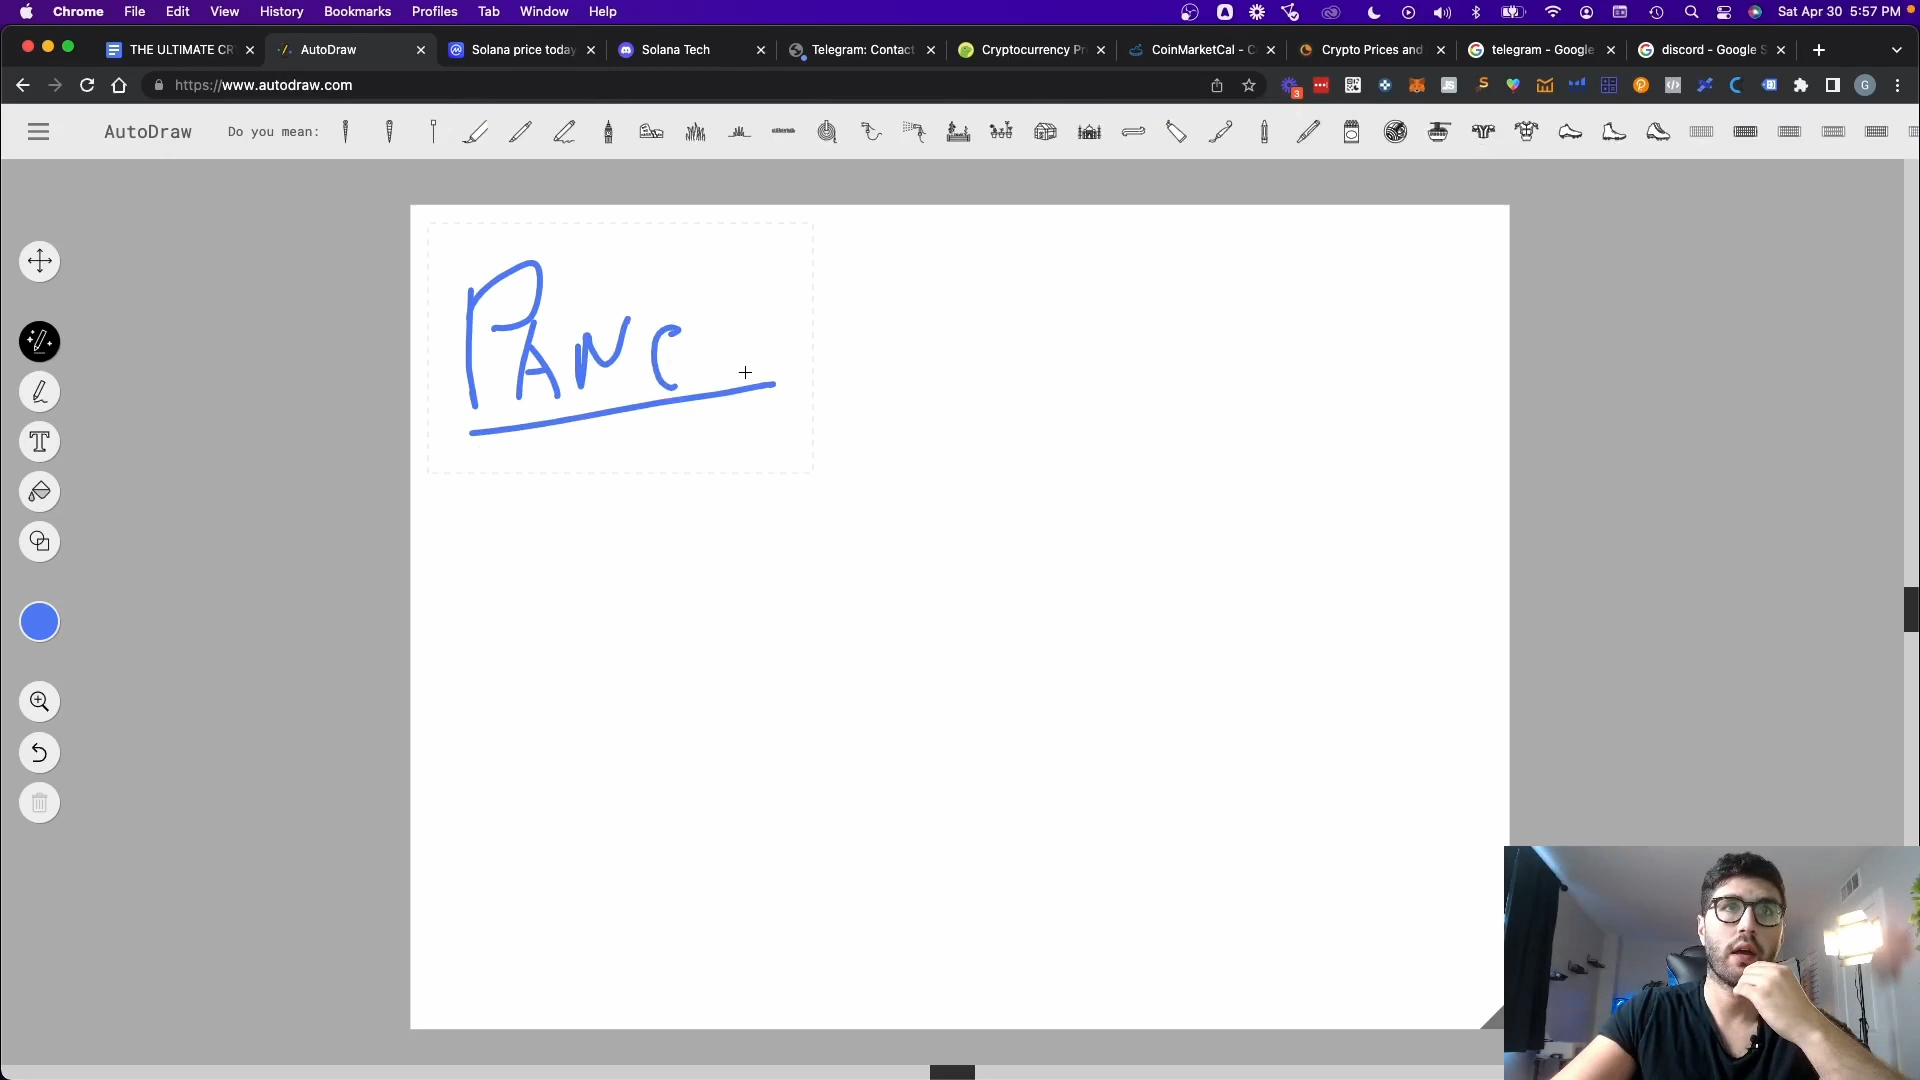 Chrome File Edit View History Bookmarks Profiles Tab Window Help Sat Apr 30 5:57 PM
THE ULTIMATE CR AutoDraw Solana price today Solana Tech Telegram: Contact Cryptocurrency Pr CoinMarketCal - C Crypto Prices and telegram - Google discord - Google S
https://www.autodraw.com 3 JS G
AutoDraw Do you mean:
PANC
T